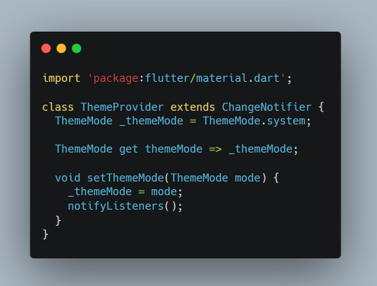 import 'package:flutter/material.dart';

class ThemeProvider extends ChangeNotifier {
  ThemeMode _themeMode = ThemeMode.system;

  ThemeMode get themeMode => _themeMode;

  void setThemeMode(ThemeMode mode) {
    _themeMode = mode;
    notifyListeners();
  }
}